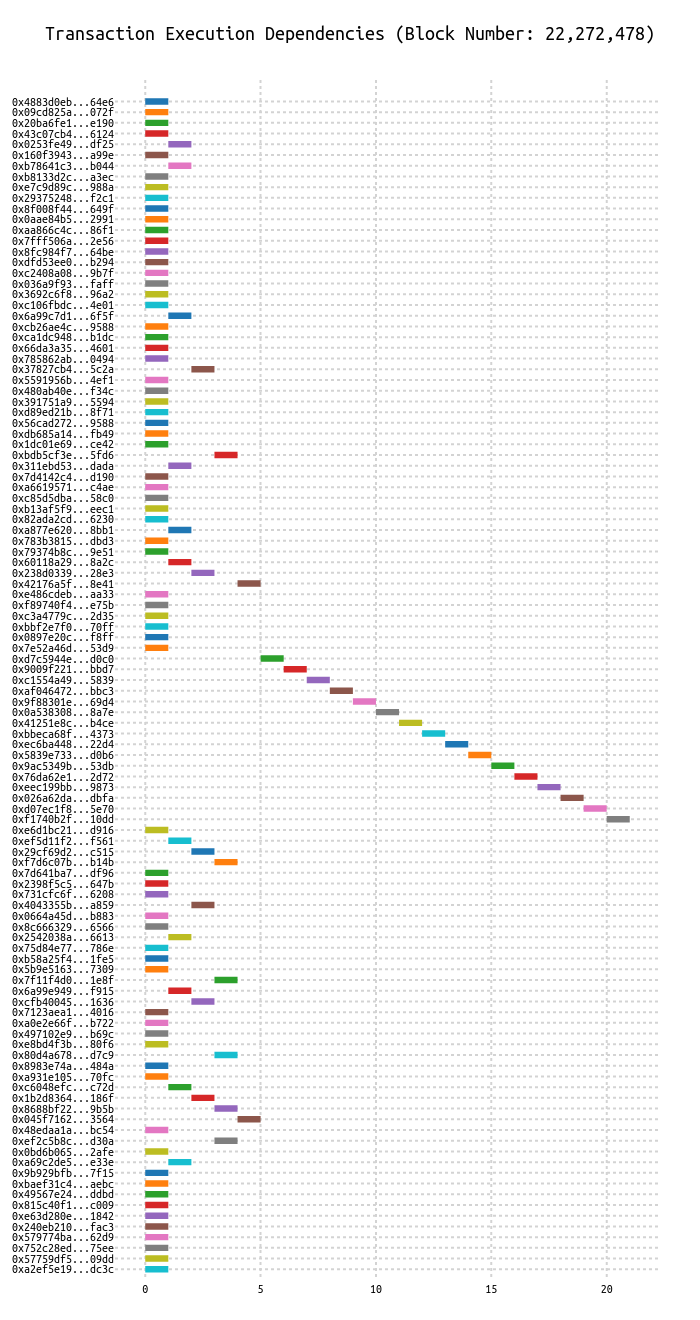 Transaction Execution Dependencies (Block Number: 22,272,478)
0x4883d0eb...64e6
0x09cd825a...072f
0x20ba6fe1...e190
0x43c07cb4...6124
0x0253fe49...df25
0x160f3943...a99e
0xb78641c3...b044
0xb8133d2c...a3ec
0xe7c9d89c...988a
0x29375248...f2c1
0x8f008f44...649f
0x0aae84b5...2991
0xaa866c4c...86f1
0x7fff506a...2e56
0x8fc984f7...64be
0xdfd53ee0...b294
0xc2408a08...9b7f
0x036a9f93...faff
0x3692c6f8...96a2
0xc106fbdc...4e01
0x6a99c7d1...6f5f
0xcb26ae4c...9588
0xca1dc948...b1dc
0x66da3a35...4601
0x785862ab...0494
0x37827cb4...5c2a
0x5591956b...4ef1
0x480ab40e...f34c
0x391751a9...5594
0xd89ed21b...8f71
0x56cad272...9588
0xdb685a14...fb49
0x1dc01e69...ce42
0xbdb5cf3e...5fd6
0x311ebd53...dada
0x7d4142c4...d190
0xa6619571...c4ae
0xc85d5dba...58c0
0xb13af5f9...eec1
0x82ada2cd...6230
0xa877e620...8bb1
0x783b3815...dbd3
0x79374b8c...9e51
0x60118a29...8a2c
0x238d0339...28e3
0x42176a5f...8e41
0xe486cdeb...aa33
0xf89740f4...e75b
0xc3a4779c...2d35
0xbbf2e7f0...70ff
0x0897e20c...f8ff
0x7e52a46d...53d9
0xd7c5944e...d0c0
0x9009f221...bbd7
0xc1554a49...5839
0xaf046472...bbc3
0x9f88301e...69d4
0x0a538308...8a7e
0x41251e8c...b4ce
0xbbeca68f...4373
0xec6ba448...22d4
0x5839e733...d0b6
0x9ac5349b...53db
0x76da62e1...2d72
0xeec199bb...9873
0x026a62da...dbfa
0xd07ec1f8...5e70
0xf1740b2f...10dd
0xe6d1bc21...d916
0xef5d11f2...f561
0x29cf69d2...c515
0xf7d6c07b...b14b
0x7d641ba7...df96
0x2398f5c5...647b
0x731cfc6f...6208
0x4043355b...a859
0x0664a45d...b883
0x8c666329...6566
0x2542038a...6613
0x75d84e77...786e
0xb58a25f4...1fe5
0x5b9e5163...7309
0x7f11f4d0...1e8f
0x6a99e949...f915
0xcfb40045...1636
0x7123aea1...4016
0xa0e2e66f...b722
0x497102e9...b69c
0xe8bd4f3b...80f6
0x80d4a678...d7c9
0x8983e74a...484a
0xa931e105...70fc
0xc6048efc...c72d
0x1b2d8364...186f
0x8688bf22...9b5b
0x045f7162...3564
0x48edaa1a...bc54
0xef2c5b8c...d30a
0x0bd6b065...2afe
0xa69c2de5...e33e
0x9b929bfb...7f15
0xbaef31c4...aebc
0x49567e24...ddbd
0x815c40f1...c009
0xe63d280e...1842
0x240eb210...fac3
0x579774ba...62d9
0x752c28ed...75ee
0x57759df5...09dd
0xa2ef5e19...dc3c
0 5 10 15 20